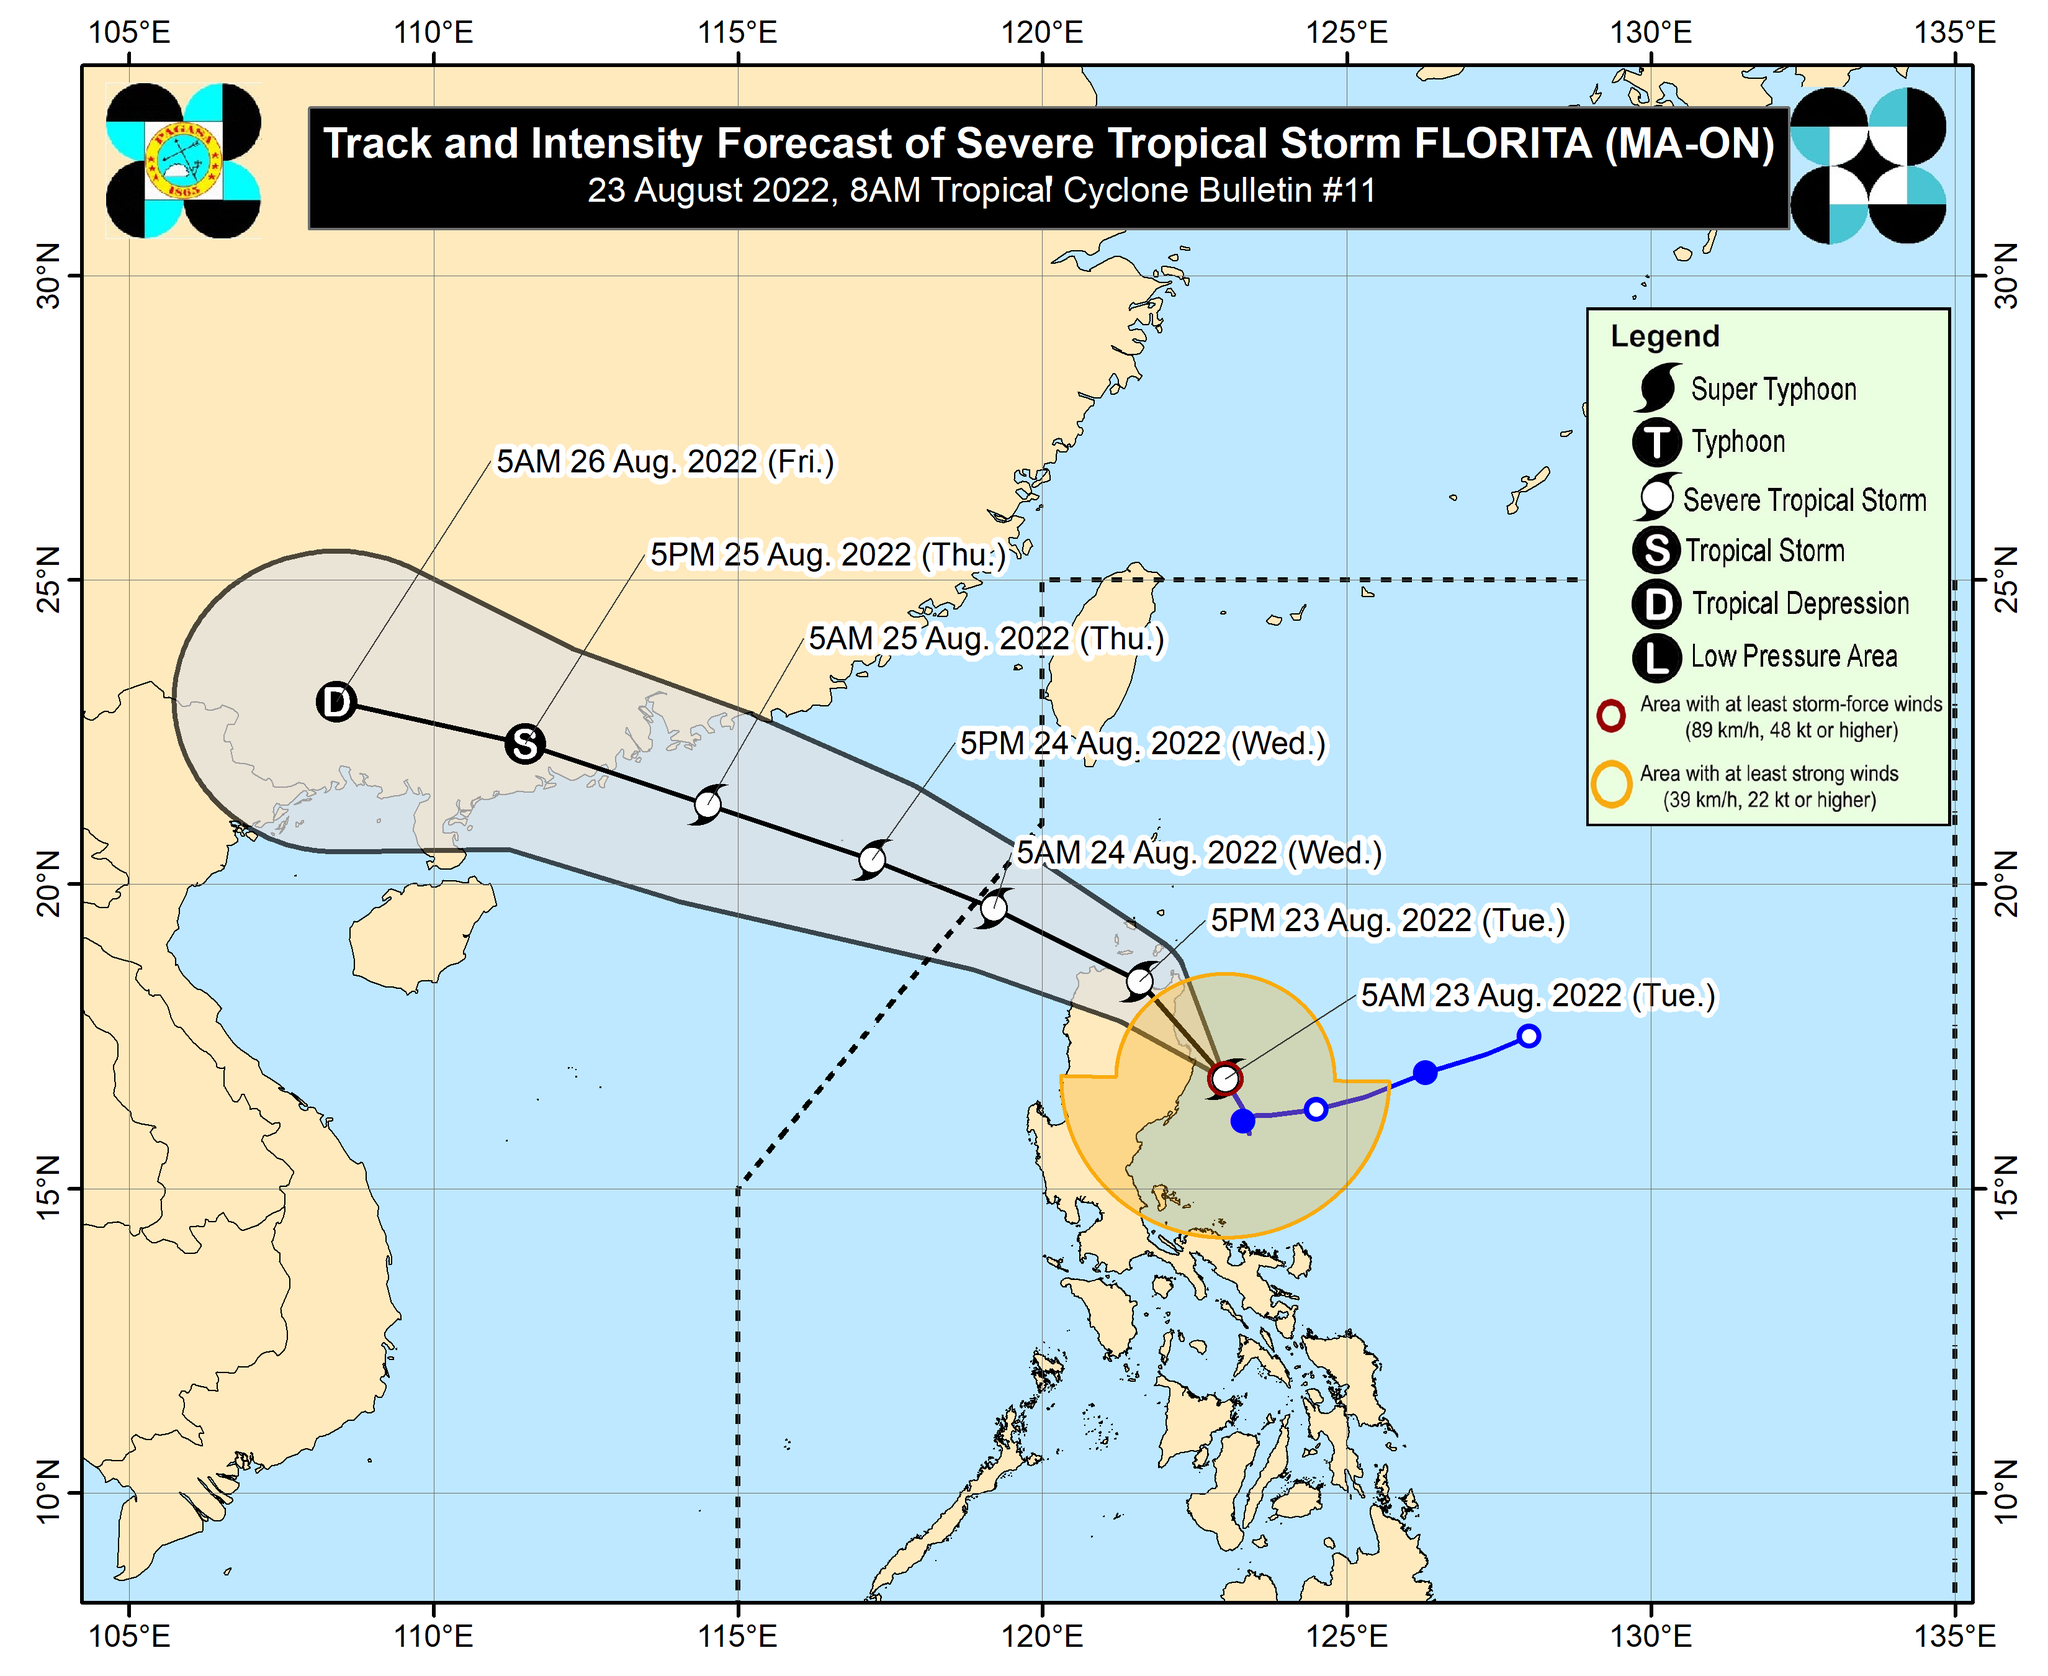 105°E 110°E 115°E 120°E 125°E 130°E 135°E
PAGASA
1865
Track and Intensity Forecast of Severe Tropical Storm FLORITA (MA-ON)
23 August 2022, 8AM Tropical' Cyclone Bulletin #11
30°N 30°N
Legend
Super Typhoon
T Typhoon
Severe Tropical Storm
S Tropical Storm
D Tropical Depression
L Low Pressure Area
Area with at least storm-force winds
(89 km/h, 48 kt or higher)
Area with at least strong winds
(39 km/h, 22 kt or higher)
5AM 26 Aug. 2022 (Fri.)
5PM 25 Aug. 2022 (Thu.)
25°N 25°N
5AM 25 Aug. 2022 (Thu.)
D
S
5PM 24 Aug. 2022 (Wed.)
5AM 24 Aug. 2022 (Wed.)
20°N 20°N
5PM 23 Aug. 2022 (Tue.)
5AM 23 Aug. 2022 (Tue.)
15°N 15°N
10°N 10°N
105°E 110°E 115°E 120°E 125°E 130°E 135°E